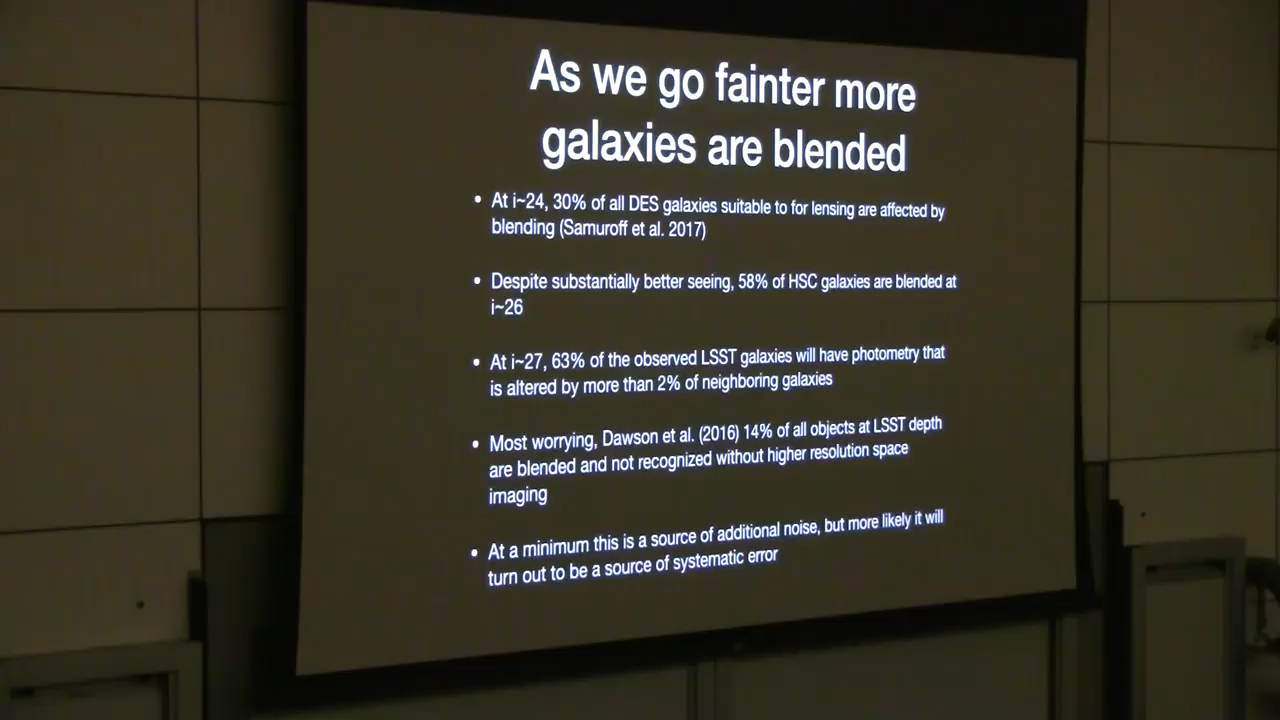 As we go fainter more
galaxies are blended
• At i~24, 30% of all DES galaxies suitable to for lensing are affected by
blending (Samuroff et al. 2017)
• Despite substantially better seeing, 58% of HSC galaxies are blended at
i~26
• At i~27, 63% of the observed LSST galaxies will have photometry that
is altered by more than 2% of neighboring galaxies
• Most worrying, Dawson et al. (2016) 14% of all objects at LSST depth
are blended and not recognized without higher resolution space
imaging
• At a minimum this is a source of additional noise, but more likely it will
turn out to be a source of systematic error